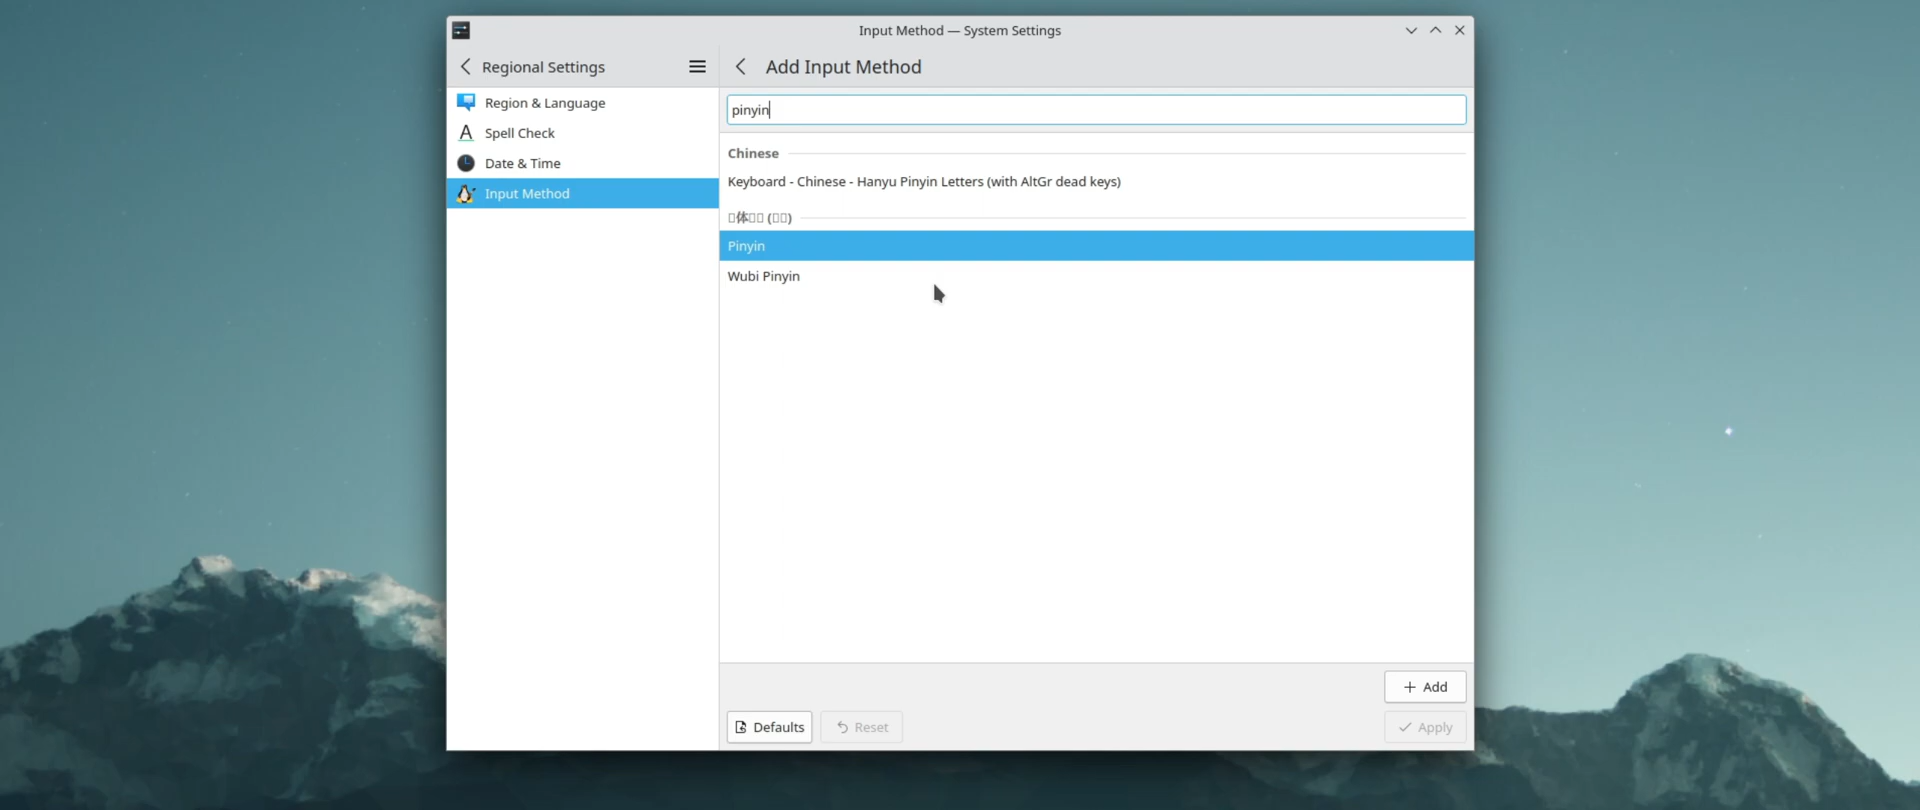 Input Method — System Settings
Regional Settings
Add Input Method
Region & Language
Spell Check
Date & Time
Input Method
pinyin
Chinese
Keyboard - Chinese - Hanyu Pinyin Letters (with AltGr dead keys)
体
Pinyin
Wubi Pinyin
Add
Defaults
Reset
Apply